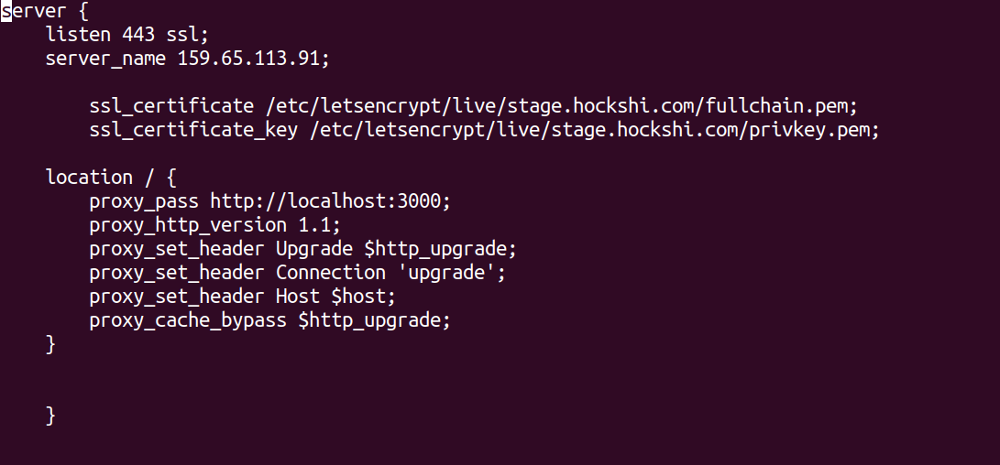 server {
    listen 443 ssl;
    server_name 159.65.113.91;
        ssl_certificate /etc/letsencrypt/live/stage.hockshi.com/fullchain.pem;
        ssl_certificate_key /etc/letsencrypt/live/stage.hockshi.com/privkey.pem;
    location / {
        proxy_pass http://localhost:3000;
        proxy_http_version 1.1;
        proxy_set_header Upgrade $http_upgrade;
        proxy_set_header Connection 'upgrade';
        proxy_set_header Host $host;
        proxy_cache_bypass $http_upgrade;
    }
    }